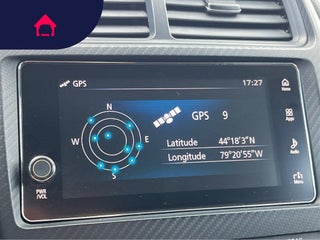 GPS
17:27
Home
N
W
E
S
GPS 9
Apps
Latitude 44°18'3"N
Longitude 79°20'55"W
Audio
PWR
/VOL
Menu